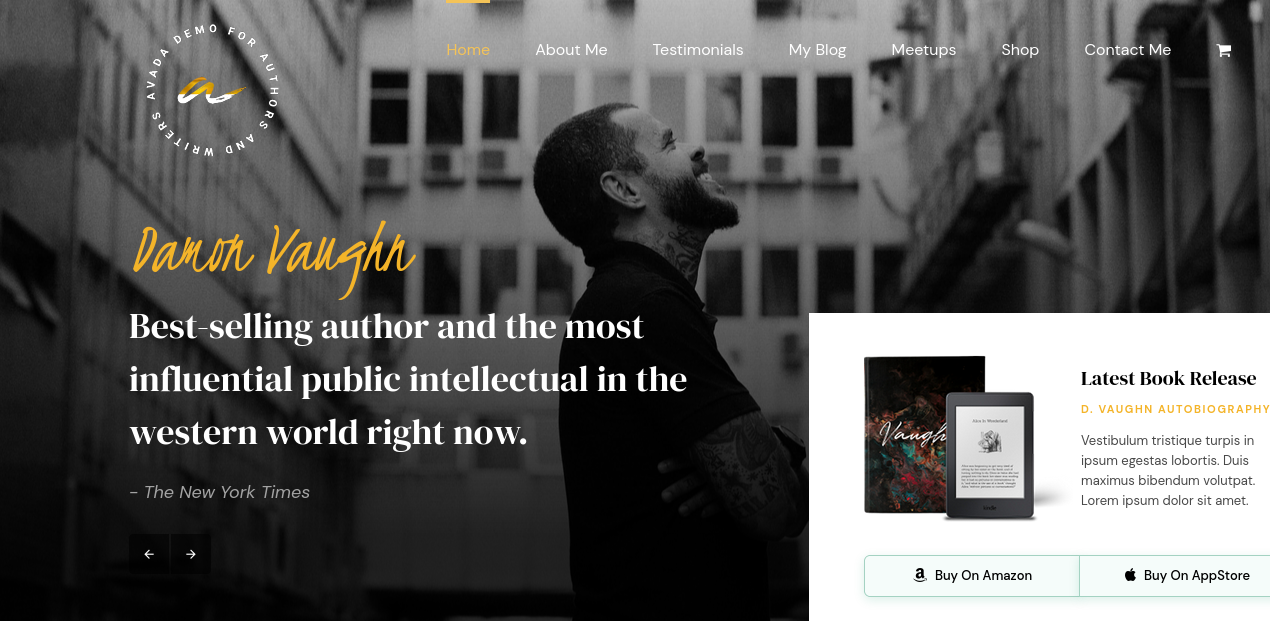 AVADA DEMO FOR AUTHORS AND WRITERS
Home About Me Testimonials My Blog Meetups Shop Contact Me
Damon Vaughn
Best-selling author and the most
influential public intellectual in the
western world right now.
- The New York Times
Vaugh
Alice In Wonderland
kindle
Latest Book Release
D. VAUGHN AUTOBIOGRAPHY
Vestibulum tristique turpis in
ipsum egestas lobortis. Duis
maximus bibendum volutpat.
Lorem ipsum dolor sit amet.
Buy On Amazon
Buy On AppStore